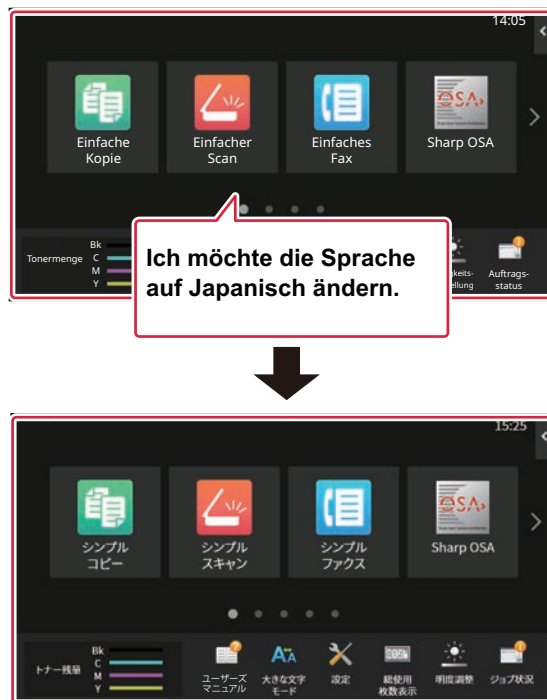 14:05
Einfache
Kopie
Einfacher
Scan
Einfaches
Fax
OSA
Sharp OSA
Tonermenge
Bk
C
M
Y
Ich möchte die Sprache
auf Japanisch ändern.
Auftrags-
status
15:25
シンプル
コピー
シンプル
スキャン
シンプル
ファクス
OSA
Sharp OSA
トナー残量
Bk
C
M
Y
ユーザーズ
マニュアル
大きな文字
モード
設定
総使用
枚数表示
明度調整
ジョブ状況